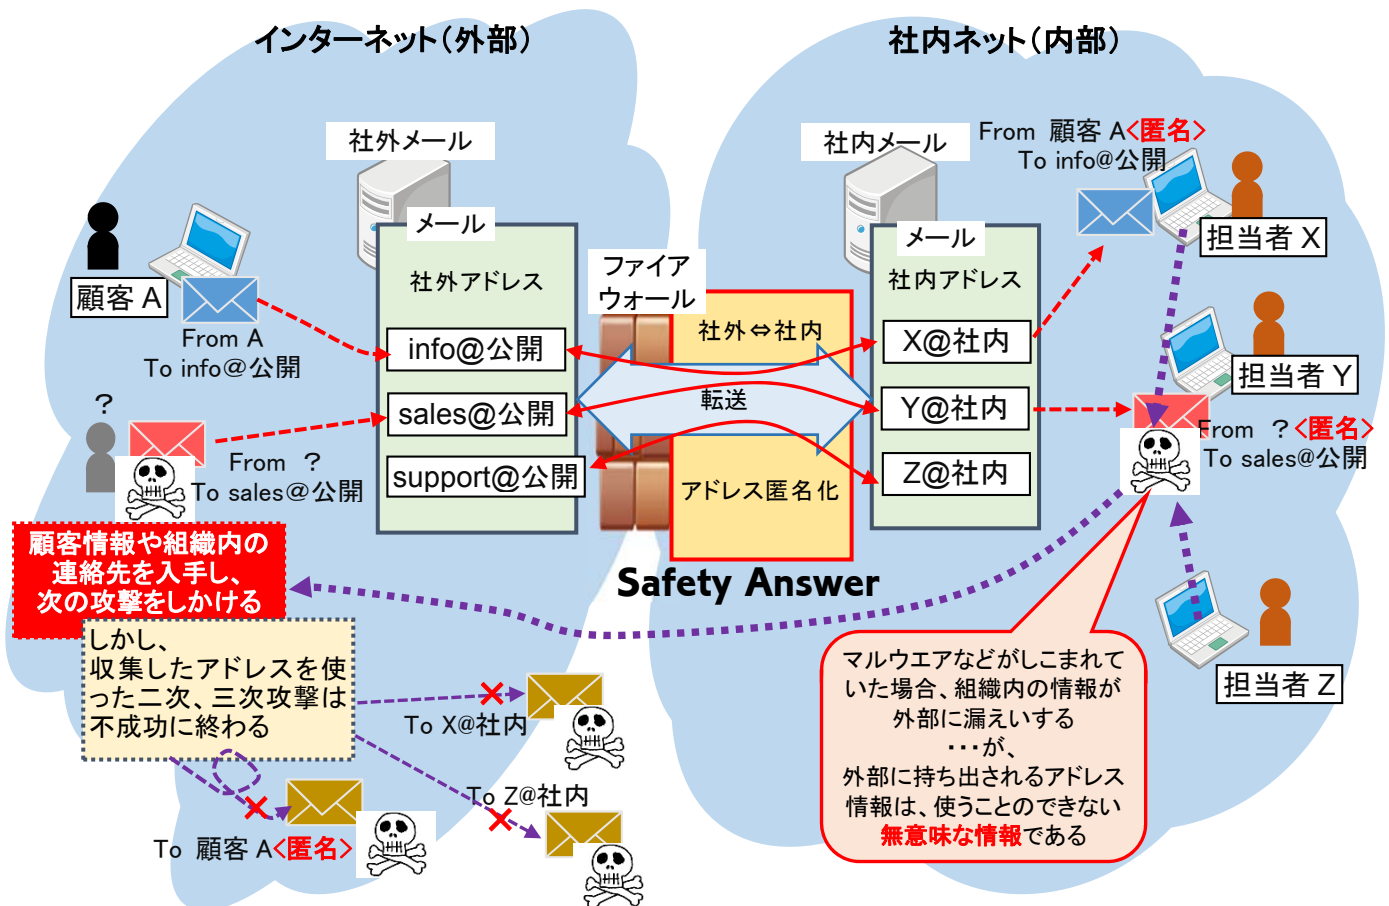 インターネット(外部)
社内ネット(内部)
社外メール
社内メール
From 顧客 A<匿名>
To info@公開
メール
社外アドレス
メール
社内アドレス
ファイア
ウォール
担当者 X
顧客 A
From A
To info@公開
info@公開
社外⇔社内
X@社内
担当者 Y
?
sales@公開
転送
Y@社内
From ?
To sales@公開
From ?<匿名>
To sales@公開
support@公開
アドレス匿名化
Z@社内
顧客情報や組織内の
連絡先を入手し、
次の攻撃をしかける
Safety Answer
しかし、
収集したアドレスを使
った二次、三次攻撃は
不成功に終わる
To X@社内
To Z@社内
To 顧客 A<匿名>
担当者 Z
マルウエアなどがしこまれて
いた場合、組織内の情報が
外部に漏えいする
・・・が、
外部に持ち出されるアドレス
情報は、使うことのできない
無意味な情報である